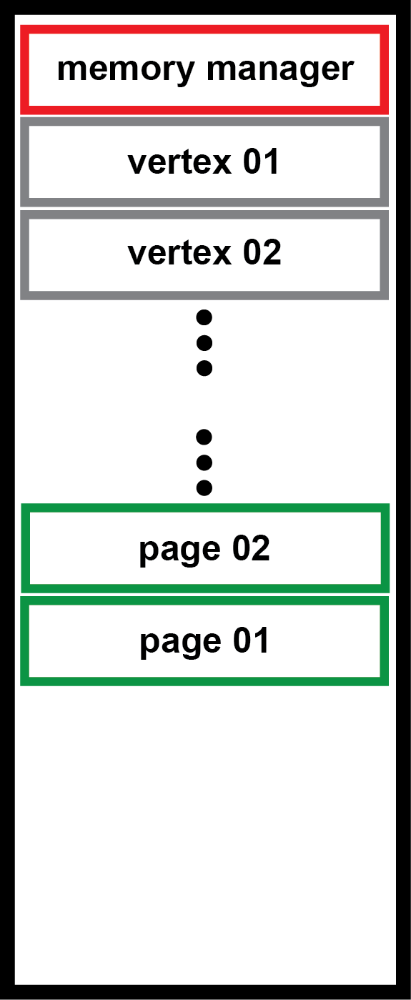 memory manager
vertex 01
vertex 02
page 02
page 01